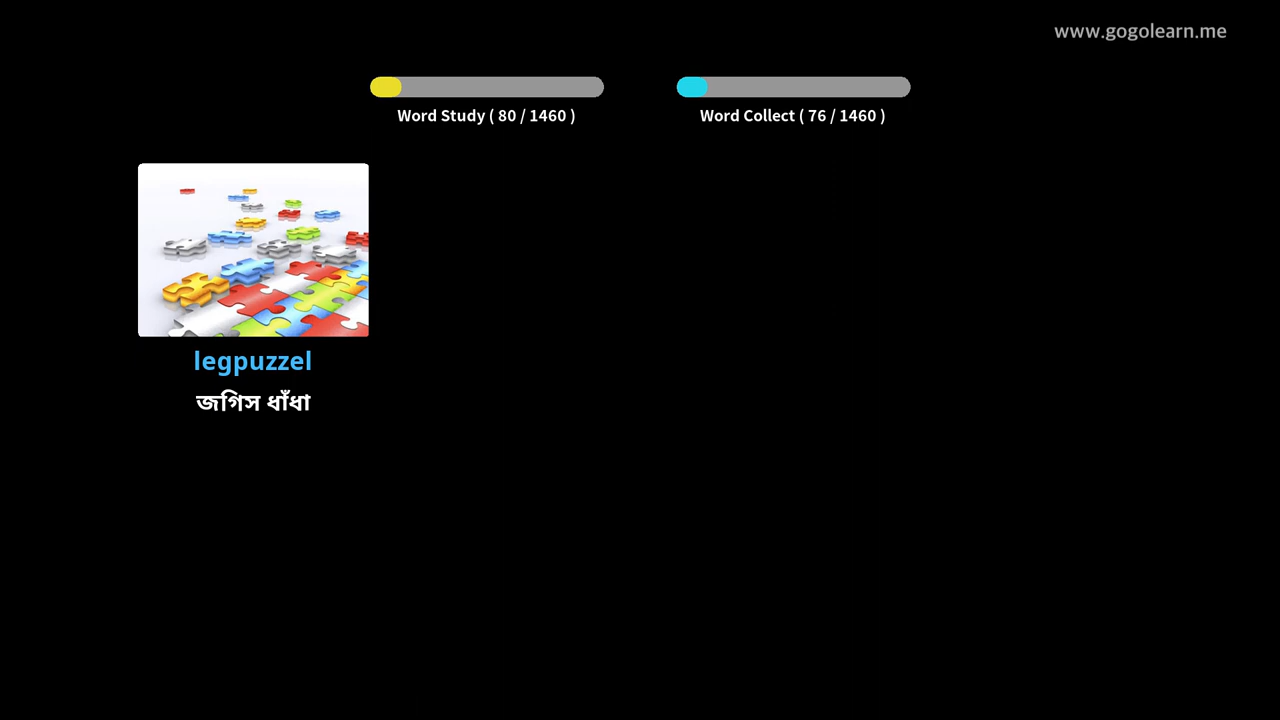 www.gogolearn.me
Word Study ( 80 / 1460 )
Word Collect ( 76 / 1460 )
legpuzzel
জগিস ধাঁধা